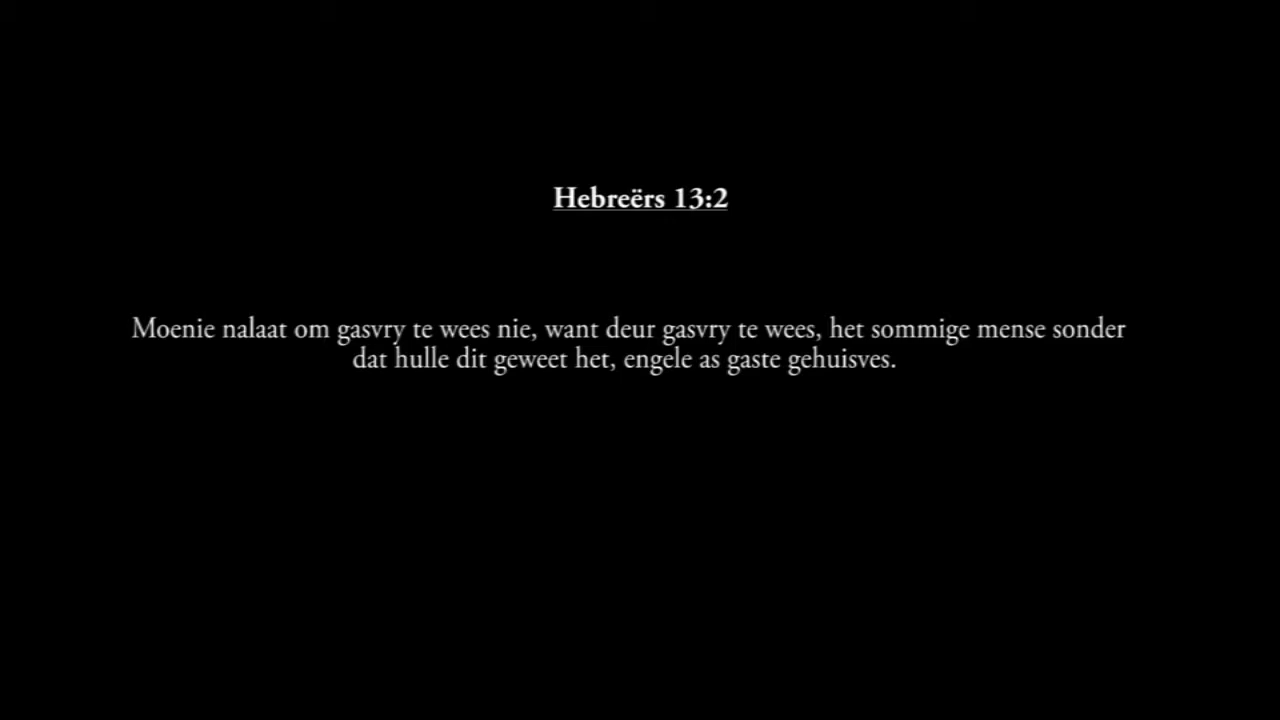 Hebreërs 13:2
Moenie nalaat om gasvry te wees nie, want deur gasvry te wees, het sommige mense sonder
dat hulle dit geweet het, engele as gaste gehuisves.